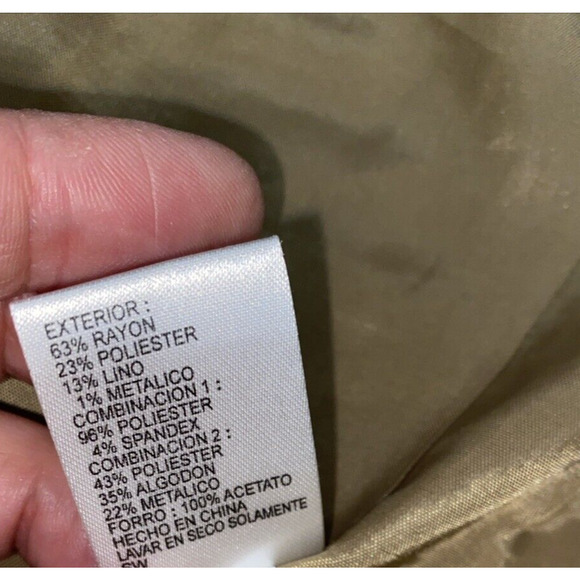 EXTERIOR :
63% RAYON
23% POLIESTER
13% LINO
1% METALICO
COMBINACION 1 :
96% POLIESTER
4% SPANDEX
COMBINACION 2 :
43% POLIESTER
35% ALGODON
22% METALICO
FORRO : 100% ACETATO
HECHO EN CHINA
LAVAR EN SECO SOLAMENTE
SW